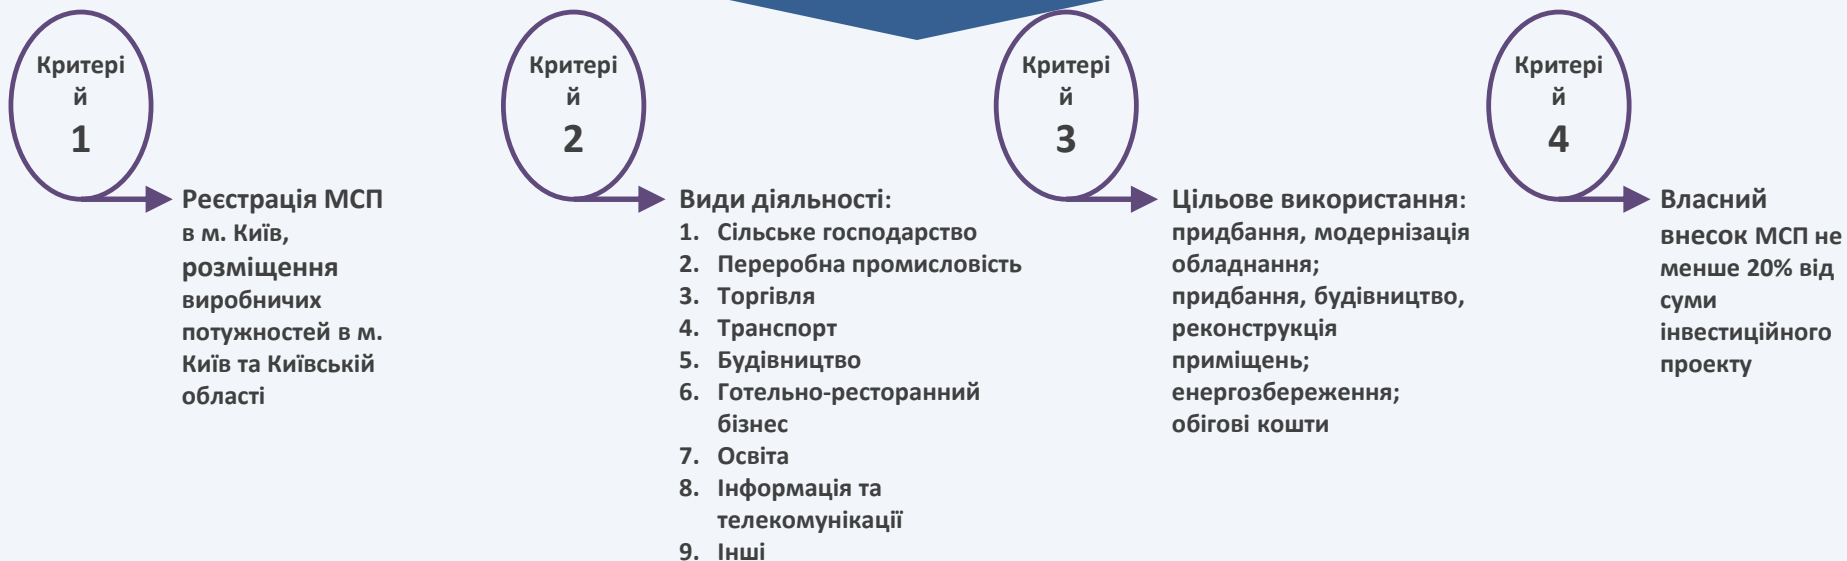 Критері
й
1
Реєстрація МСП
в м. Київ,
розміщення
виробничих
потужностей в м.
Київ та Київській
області
Критері
й
2
Види діяльності:
1. Сільське господарство
2. Переробна промисловість
3. Торгівля
4. Транспорт
5. Будівництво
6. Готельно-ресторанний
бізнес
7. Освіта
8. Інформація та
телекомунікації
9. Інші
Критері
й
3
Цільове використання:
придбання, модернізація
обладнання;
придбання, будівництво,
реконструкція
приміщень;
енергозбереження;
обігові кошти
Критері
й
4
Власний
внесок МСП не
менше 20% від
суми
інвестиційного
проекту